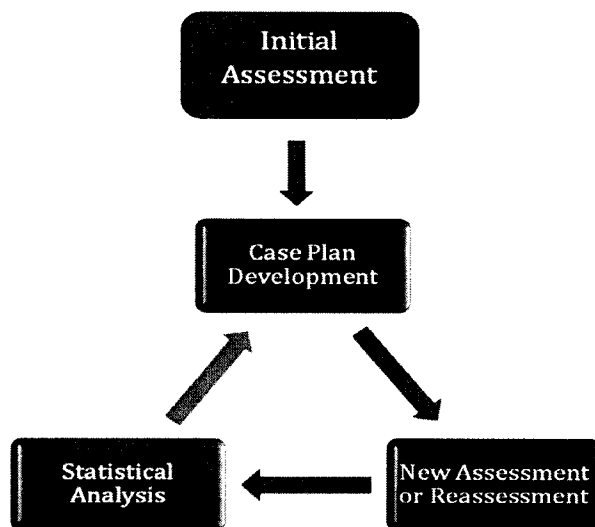 Initial
Assessment
Case Plan
Development
Statistical
Analysis
New Assessment
or Reassessment